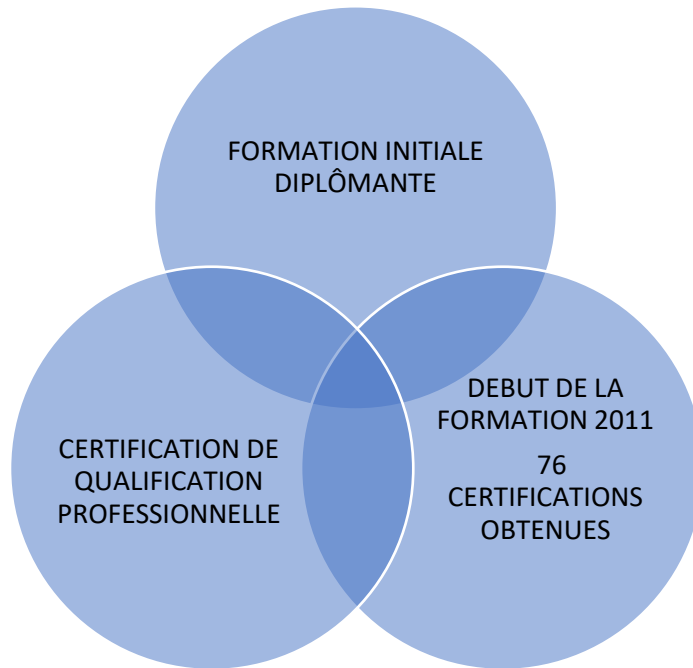 FORMATION INITIALE
DIPLÔMANTE
CERTIFICATION DE
QUALIFICATION
PROFESSIONNELLE
DEBUT DE LA
FORMATION 2011
76
CERTIFICATIONS
OBTENUES